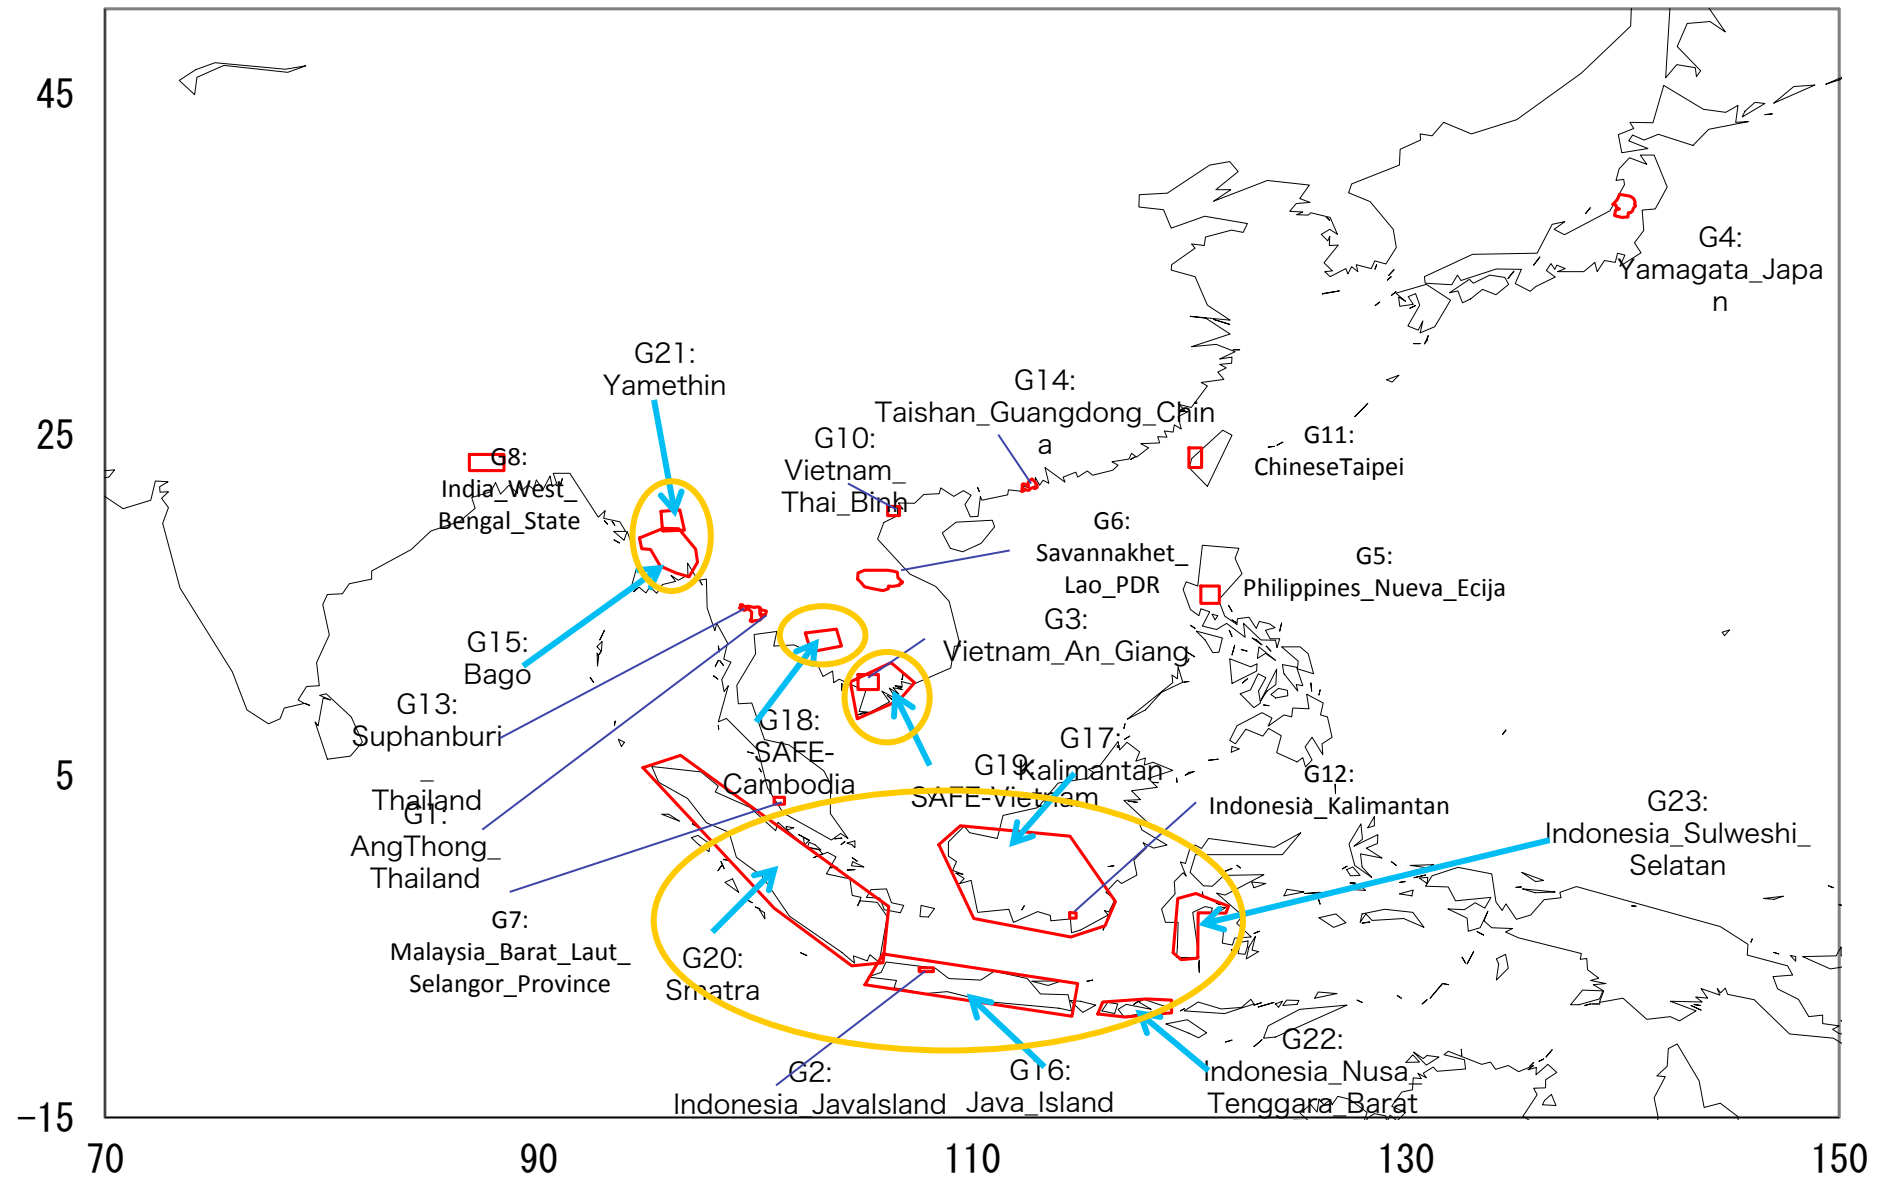 45
25
5
-15
70
90
110
130
150
G4:
Yamagata_Japa
n
G21:
Yamethin
G14:
Taishan_Guangdong_Chin
a
G10:
Vietnam_
Thai_Binh
G11:
ChineseTaipei
G8:
India_West_
Bengal_State
G6:
Savannakhet_
Lao_PDR
G5:
Philippines_Nueva_Ecija
G3:
Vietnam_An_Giang
G15:
Bago
G13:
Suphanburi
_
Thailand
G1:
AngThong_
Thailand
G18:
SAFE-
Cambodia
G19:
SAFE-Vietnam
G17:
Kalimantan
G12:
Indonesia_Kalimantan
G23:
Indonesia_Sulweshi_
Selatan
G7:
Malaysia_Barat_Laut_
Selangor_Province
G20:
Smatra
G2:
Indonesia_JavaIsland
G16:
Java_Island
G22:
Indonesia_Nusa_
Tenggara_Barat